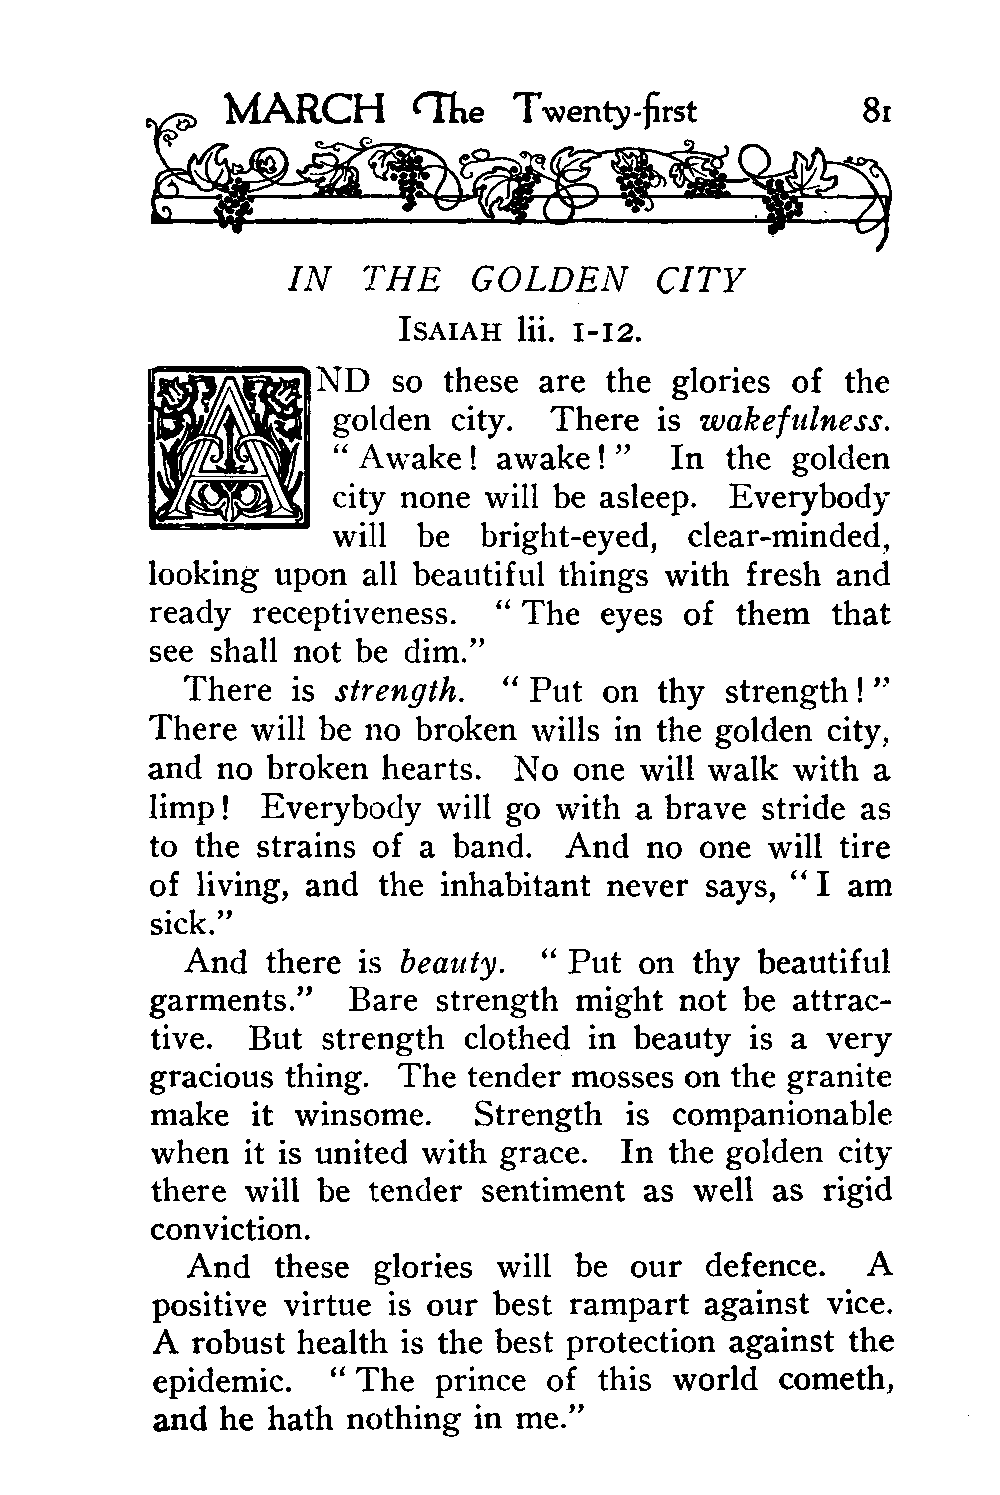 MARCH The Twenty-first 81
IN THE GOLDEN CITY
ISAIAH lii. 1-12.
AND so these are the glories of the
golden city. There is wakefulness.
“Awake! awake!” In the golden
city none will be asleep. Everybody
will be bright-eyed, clear-minded,
looking upon all beautiful things with fresh and
ready receptiveness. “The eyes of them that
see shall not be dim.”
There is strength. “Put on thy strength!”
There will be no broken wills in the golden city,
and no broken hearts. No one will walk with a
limp! Everybody will go with a brave stride as
to the strains of a band. And no one will tire
of living, and the inhabitant never says, “I am
sick.”
And there is beauty. “Put on thy beautiful
garments.” Bare strength might not be attrac-
tive. But strength clothed in beauty is a very
gracious thing. The tender mosses on the granite
make it winsome. Strength is companionable
when it is united with grace. In the golden city
there will be tender sentiment as well as rigid
conviction.
And these glories will be our defence. A
positive virtue is our best rampart against vice.
A robust health is the best protection against the
epidemic. “The prince of this world cometh,
and he hath nothing in me.”